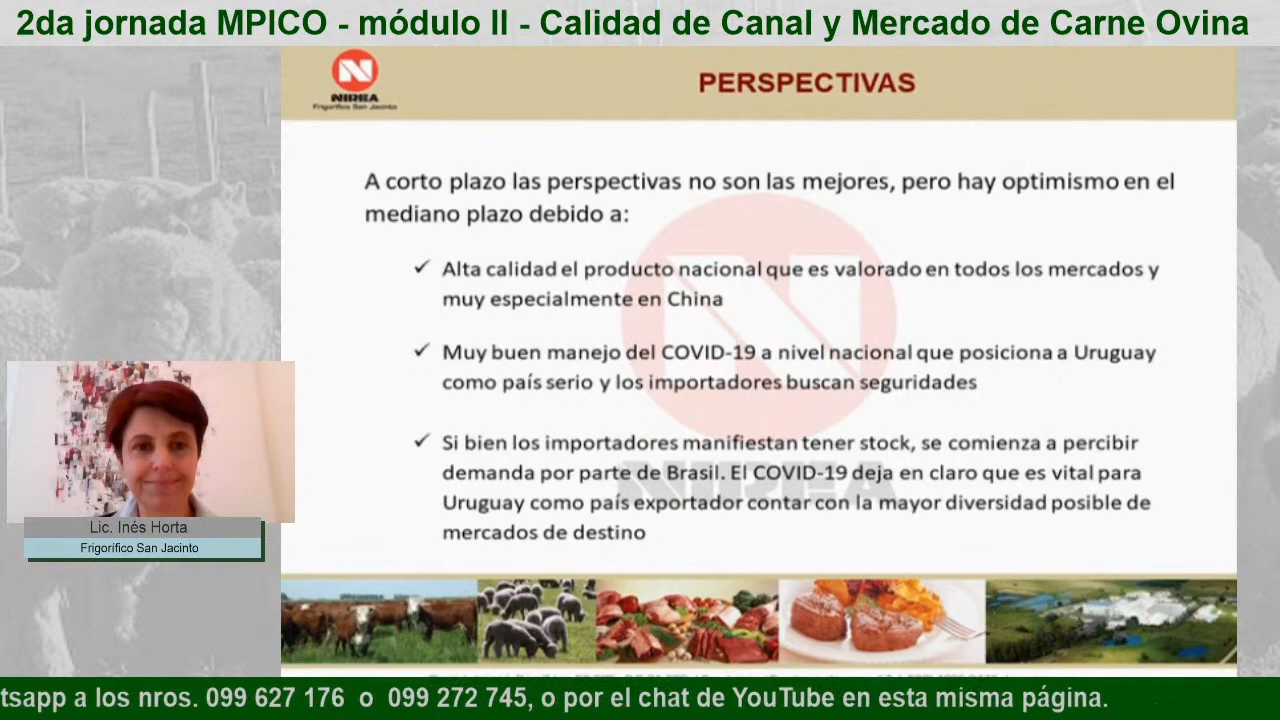 2da jornada MPICO - módulo II - Calidad de Canal y Mercado de Carne Ovina
NIREA
Frigorífico San Jacinto
PERSPECTIVAS
A corto plazo las perspectivas no son las mejores, pero hay optimismo en el
mediano plazo debido a:
✓ Alta calidad el producto nacional que es valorado en todos los mercados y
muy especialmente en China
✓ Muy buen manejo del COVID-19 a nivel nacional que posiciona a Uruguay
como país serio y los importadores buscan seguridades
✓ Si bien los importadores manifiestan tener stock, se comienza a percibir
demanda por parte de Brasil. El COVID-19 deja en claro que es vital para
Uruguay como país exportador contar con la mayor diversidad posible de
mercados de destino
NIREA
Lic. Inés Horta
Frigorífico San Jacinto
tsapp a los nros. 099 627 176 o 099 272 745, o por el chat de YouTube en esta misma página.